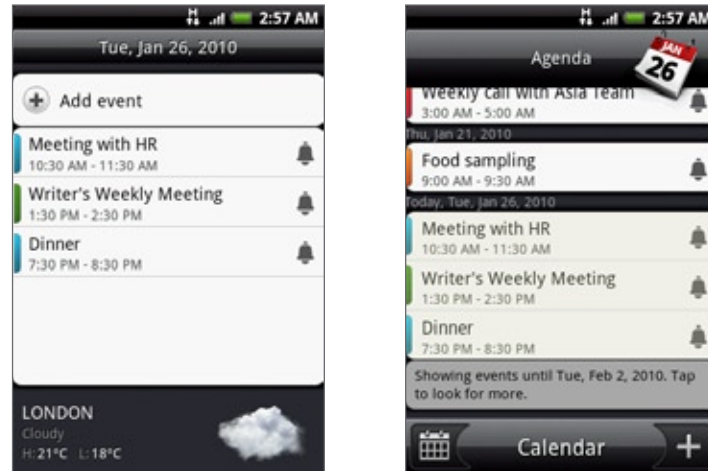 2:57 AM
Tue, Jan 26, 2010
Add event
Meeting with HR
10:30 AM - 11:30 AM
Writer's Weekly Meeting
1:30 PM - 2:30 PM
Dinner
7:30 PM - 8:30 PM
LONDON
Cloudy
H:21°C L:18°C
H
2:57 AM
Agenda
JAN
26
Weekly call with Asia Team
3:00 AM - 5:00 AM
Thu, Jan 21, 2010
Food sampling
9:00 AM - 9:30 AM
Today, Tue, Jan 26, 2010
Meeting with HR
10:30 AM - 11:30 AM
Writer's Weekly Meeting
1:30 PM - 2:30 PM
Dinner
7:30 PM - 8:30 PM
Showing events until Tue, Feb 2, 2010. Tap
to look for more.
Calendar